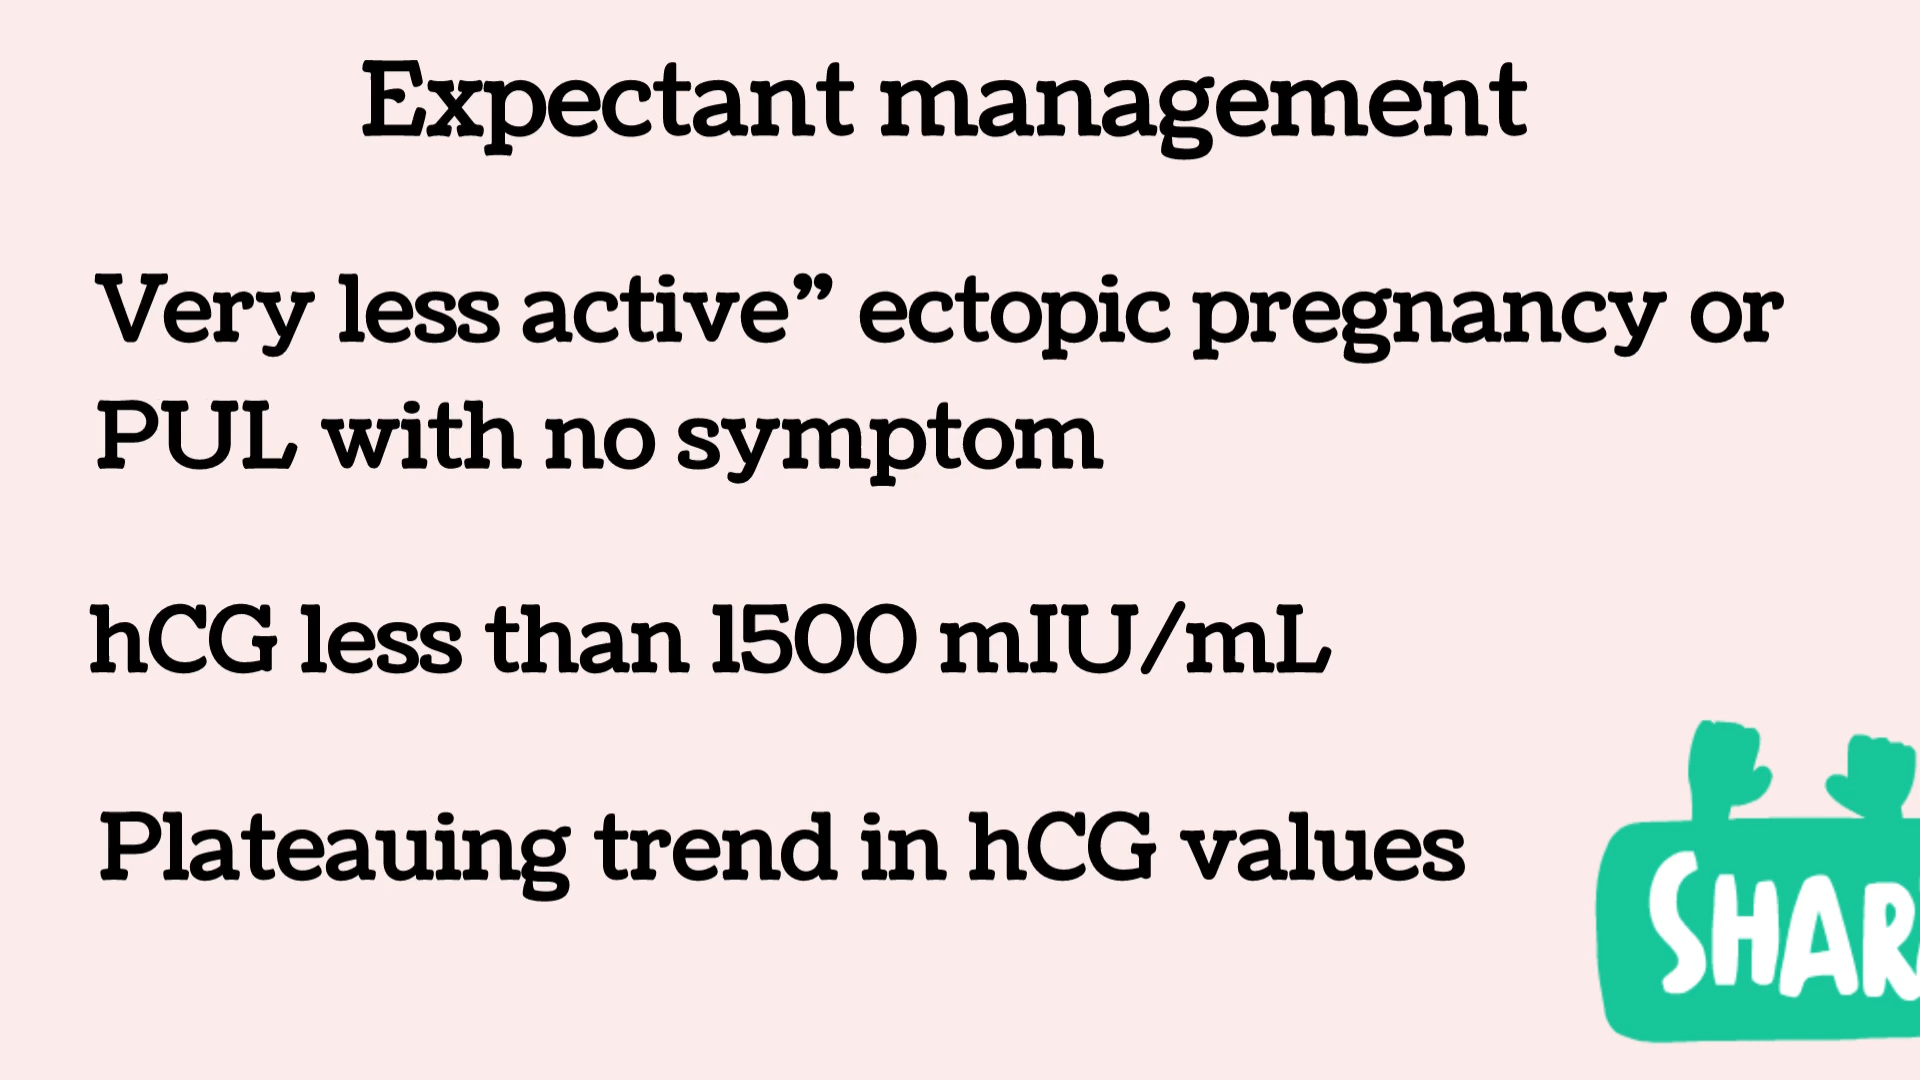 Expectant management
Very less active” ectopic pregnancy or
PUL with no symptom
hCG less than 1500 mIU/mL
Plateauing trend in hCG values